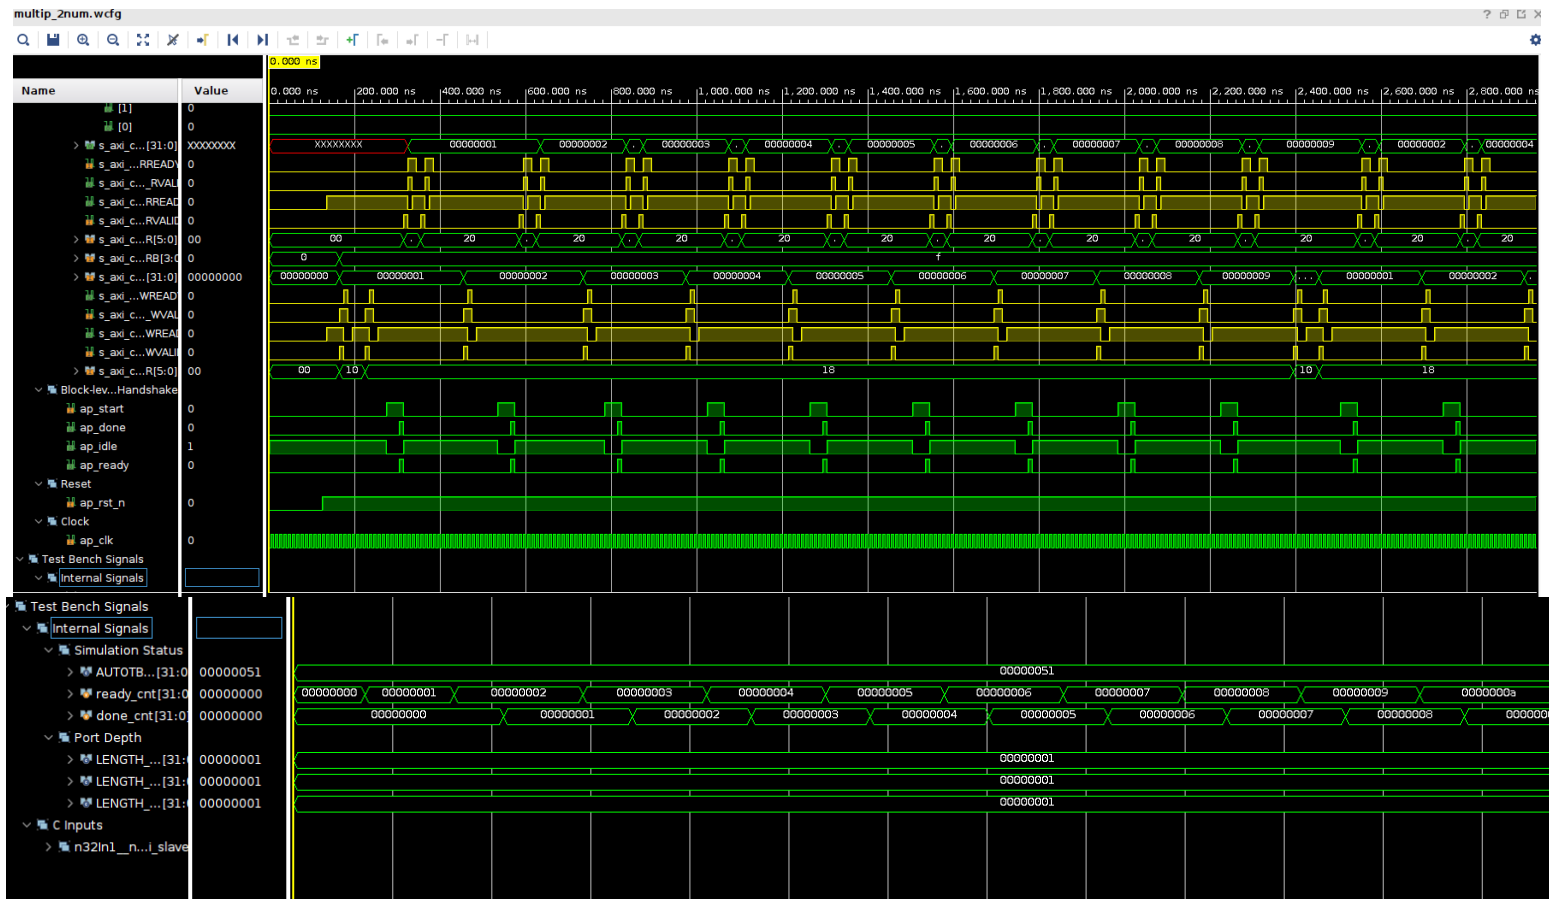 multip_2num.wcfg
0.000 ns
Name Value
0.000 ns 200.000 ns 400.000 ns 600.000 ns 800.000 ns 1,000.000 ns 1,200.000 ns 1,400.000 ns 1,600.000 ns 1,800.000 ns 2,000.000 ns 2,200.000 ns 2,400.000 ns 2,600.000 ns 2,800.000 ns
[1] 0
[0] 0
s_axi_c...[31:0] XXXXXXXX XXXXXXXX 00000001 00000002 00000003 00000004 00000005 00000006 00000007 00000008 00000009 00000002 00000004
s_axi_...RREADY 0
s_axi_c..._RVALI 0
s_axi_c...RREAD 0
s_axi_c...RVALID 0
s_axi_c...R[5:0] 00 00 20 20 20 20 20 20 20 20 20 20 20
s_axi_c...RB[3:0 0 0 f
s_axi_c...[31:0] 00000000 00000000 00000001 00000002 00000003 00000004 00000005 00000006 00000007 00000008 00000009 ... 00000001 00000002
s_axi_...WREAD 0
s_axi_c..._WVAL 0
s_axi_c...WREAD 0
s_axi_c...WVALI 0
s_axi_c...R[5:0] 00 00 10 18 10 18
Block-lev...Handshake
ap_start 0
ap_done 0
ap_idle 1
ap_ready 0
Reset
ap_rst_n 0
Clock
ap_clk 0
Test Bench Signals
Internal Signals
Test Bench Signals
Internal Signals
Simulation Status
AUTOTB...[31:0 00000051 00000051
ready_cnt[31:0 00000000 00000000 00000001 00000002 00000003 00000004 00000005 00000006 00000007 00000008 00000009 0000000a
done_cnt[31:0] 00000000 00000000 00000001 00000002 00000003 00000004 00000005 00000006 00000007 00000008 000000
Port Depth
LENGTH_...[31:0 00000001 00000001
LENGTH_...[31:0 00000001 00000001
LENGTH_...[31:0 00000001 00000001
C Inputs
n32In1__n...i_slave